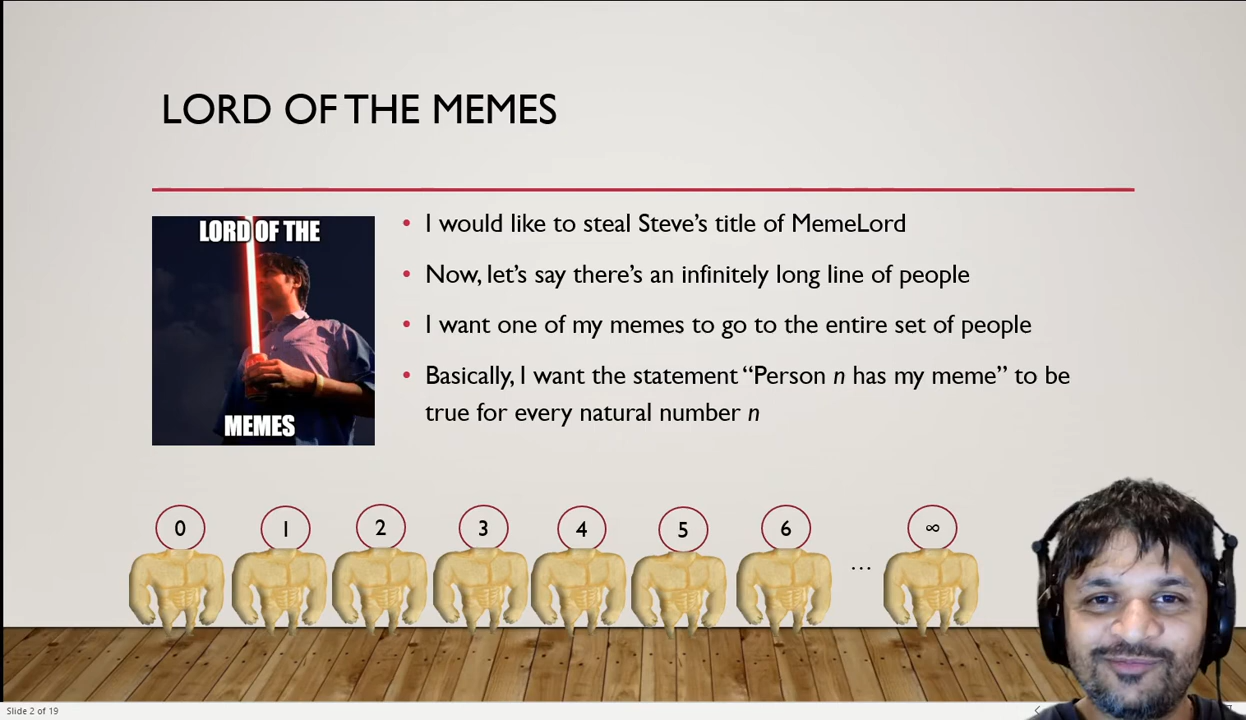 LORD OF THE MEMES
LORD OF THE
MEMES
I would like to steal Steve's title of MemeLord
Now, let's say there's an infinitely long line of people
I want one of my memes to go to the entire set of people
Basically, I want the statement “Person n has my meme” to be
true for every natural number n
0 1 2 3 4 5 6 ... ∞
Slide 2 of 19